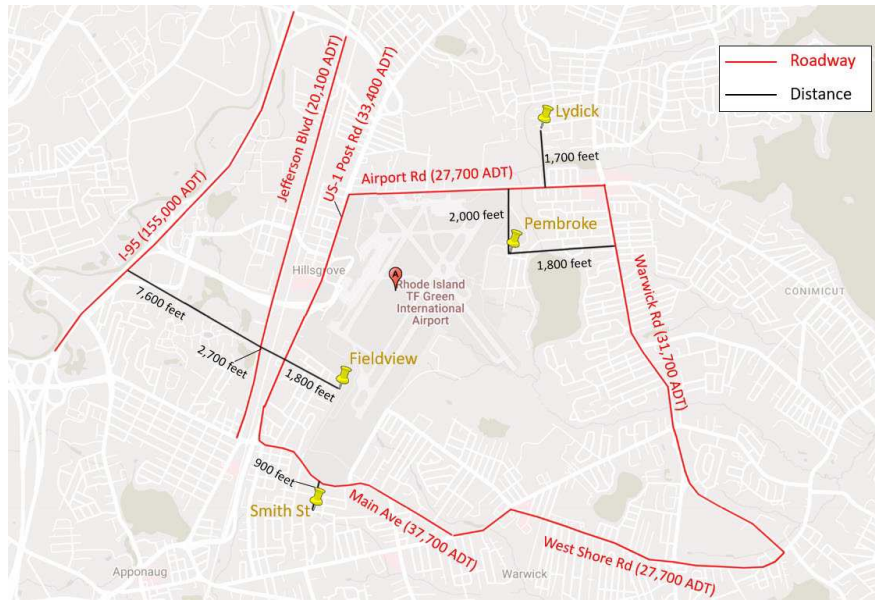 Roadway
Distance
Lydick
1,700 feet
Jefferson Blvd (20,100 ADT)
US-1 Post Rd (33,400 ADT)
Airport Rd (27,700 ADT)
I-95 (155,000 ADT)
2,000 feet
Pembroke
1,800 feet
Hillsgrove
A
Rhode Island
TF Green
International
Airport
CONIMICUT
7,600 feet
2,700 feet
1,800 feet
Fieldview
Warwick Rd (31,700 ADT)
900 feet
Smith St
Main Ave (37,700 ADT)
West Shore Rd (27,700 ADT)
Apponaug
Warwick